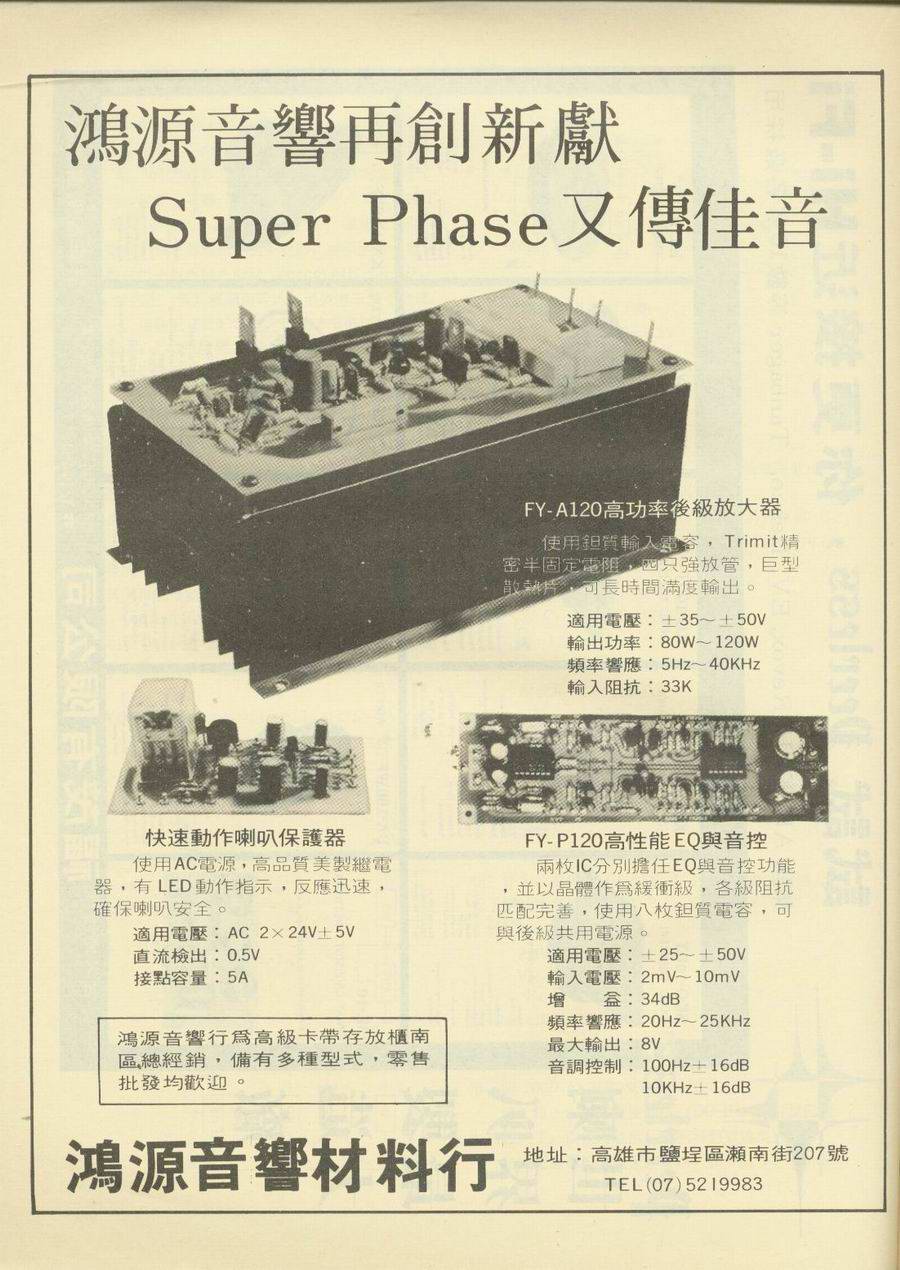 鴻源音響再創新獻
Super Phase又傳佳音
FY-A120高功率後級放大器
使用鉭質輸入電容，Trimit精
密半固定電阻，四只強放管，巨型
散熱片，可長時間滿度輸出。
適用電壓：±35～±50V
輸出功率：80W～120W
頻率響應：5Hz～40KHz
輸入阻抗：33K
快速動作喇叭保護器
使用AC電源，高品質美製繼電
器，有 LED動作指示，反應迅速，
確保喇叭安全。
適用電壓：AC 2×24V±5V
直流檢出：0.5V
接點容量：5A
鴻源音響行爲高級卡帶存放櫃南
區總經銷，備有多種型式，零售
批發均歡迎。
FY-P120高性能EQ與音控
兩枚IC分別擔任EQ與音控功能
，並以晶體作爲緩衝級，各級阻抗
匹配完善，使用八枚鉭質電容，可
與後級共用電源。
適用電壓：±25～±50V
輸入電壓：2mV～10mV
增　益：34dB
頻率響應：20Hz～25KHz
最大輸出：8V
音調控制：100Hz±16dB
10KHz±16dB
鴻源音響材料行
地址：高雄市鹽埕區瀨南街207號
TEL(07)5219983